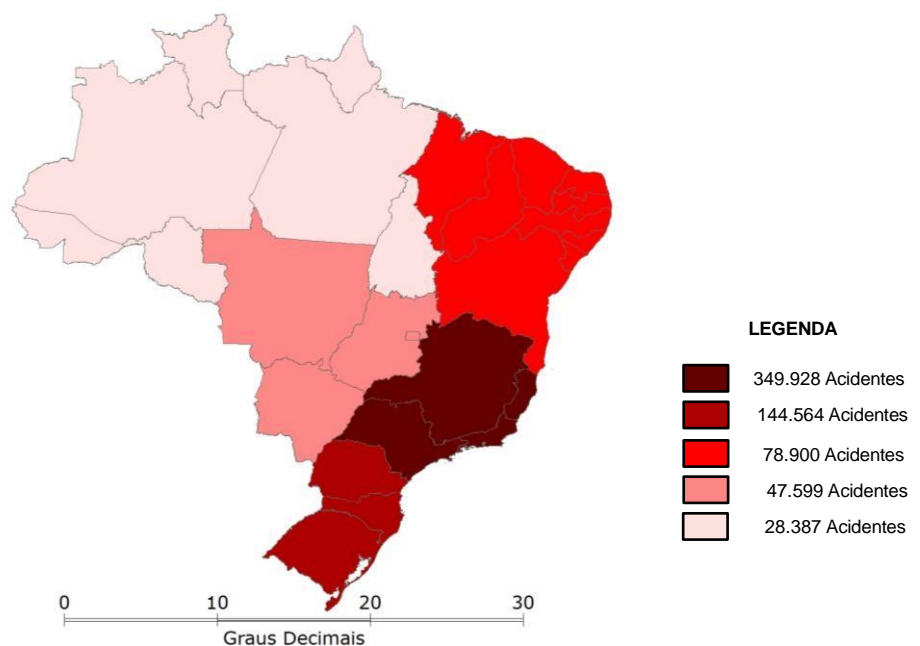 LEGENDA
349.928 Acidentes
144.564 Acidentes
78.900 Acidentes
47.599 Acidentes
28.387 Acidentes
0 10 20 30
Graus Decimais